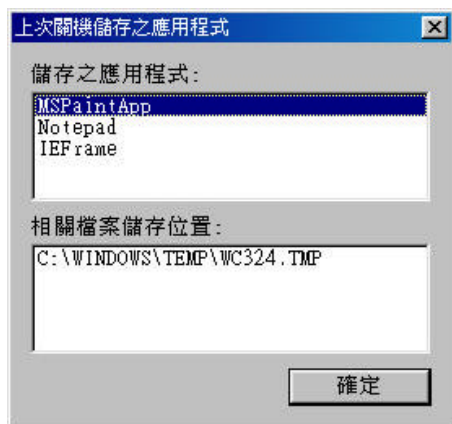 上次關機儲存之應用程式
儲存之應用程式:
MSPaintApp
Notepad
IEFrame
相關檔案儲存位置:
C:\WINDOWS\TEMP\WC324.TMP
確定